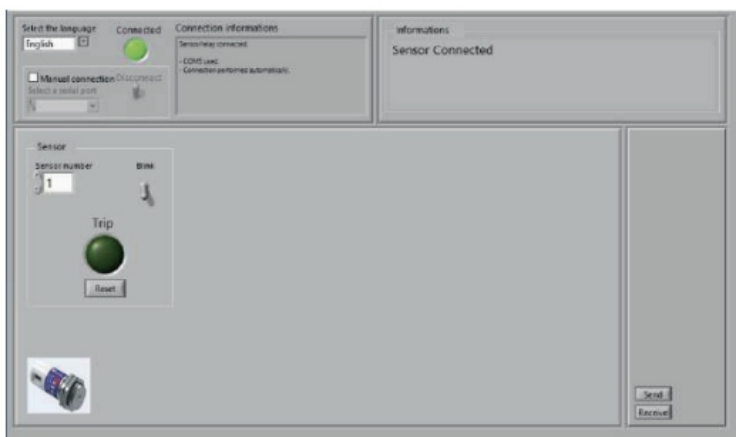 Select the language
English
Connected
Manual connection
Disconnect
Select a serial port
Connection informations
Sensor/relay connected.
- COM5 used.
- Connection performed automatically.
Informations
Sensor Connected
Sensor
Sensor number
1
Blink
Trip
Reset
Send
Receive